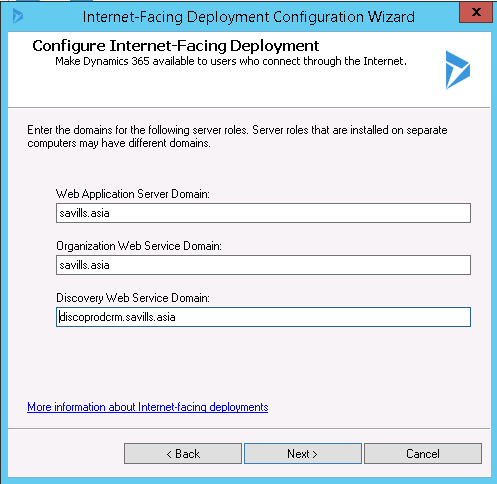 Internet-Facing Deployment Configuration Wizard
x
Configure Internet-Facing Deployment
Make Dynamics 365 available to users who connect through the Internet.
Enter the domains for the following server roles. Server roles that are installed on separate
computers may have different domains.
Web Application Server Domain:
savills.asia
Organization Web Service Domain:
savills.asia
Discovery Web Service Domain:
discoprodcrm.savills.asia
More information about Internet-facing deployments
< Back
Next >
Cancel